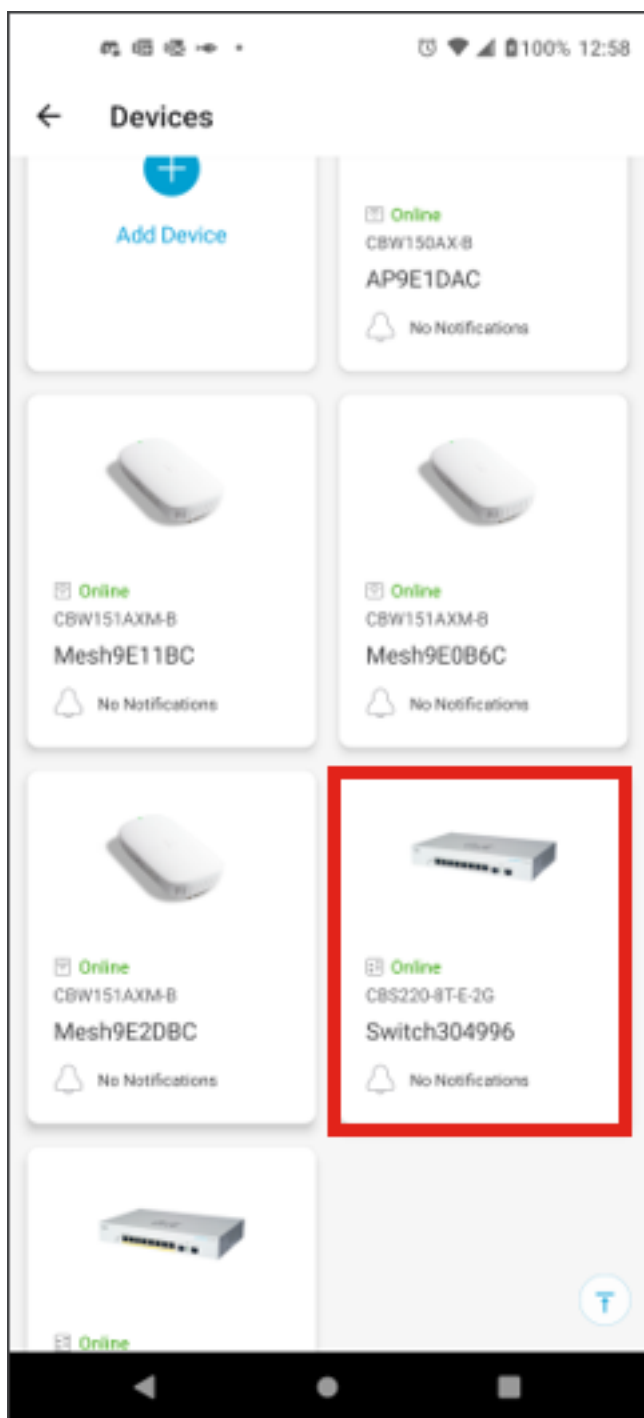 100% 12:58
Devices
Add Device
Online
CBW150AX-B
AP9E1DAC
No Notifications
Online
CBW151AXM-B
Mesh9E11BC
No Notifications
Online
CBW151AXM-B
Mesh9E0B6C
No Notifications
Online
CBW151AXM-B
Mesh9E2DBC
No Notifications
Online
CBS220-8T-E-2G
Switch304996
No Notifications
Online